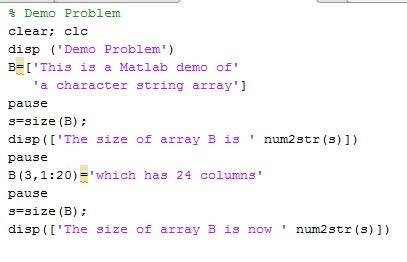 % Demo Problem
clear; clc
disp ('Demo Problem')
B=['This is a Matlab demo of'
'a character string array']
pause
s=size(B);
disp(['The size of array B is ' num2str(s)])
pause
B(3,1:20)='which has 24 columns'
pause
s=size(B);
disp(['The size of array B is now ' num2str(s)])